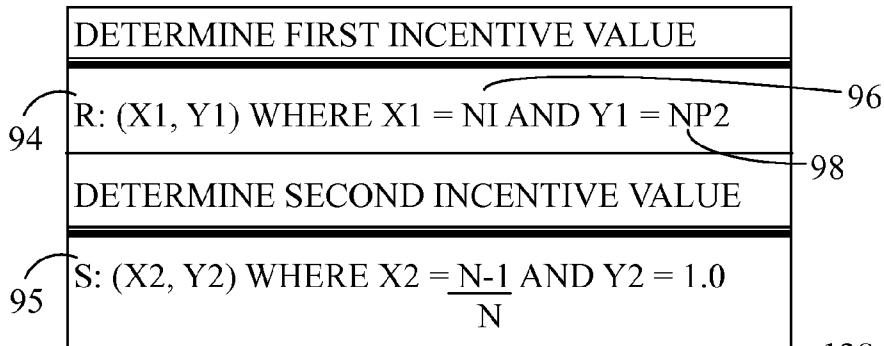 DETERMINE FIRST INCENTIVE VALUE
96
R: (X1, Y1) WHERE X1 = NI AND Y1 = NP2
94
98
DETERMINE SECOND INCENTIVE VALUE
S: (X2, Y2) WHERE X2 = N-1 AND Y2 = 1.0
95
N